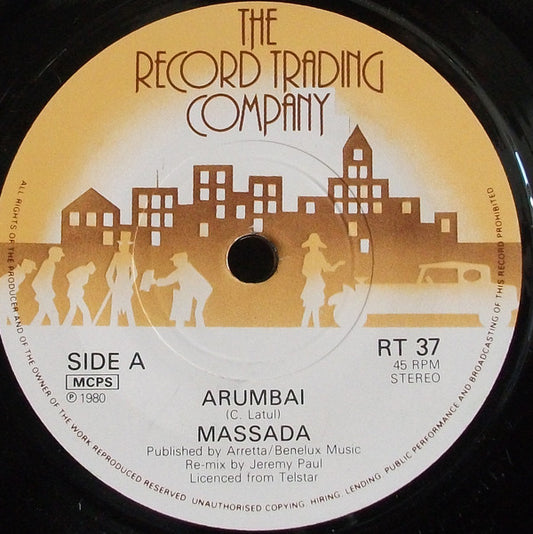 THE
RECORD TRADING
COMPANY
SIDE A
MCPS
℗ 1980
RT 37
45 RPM
STEREO
ARUMBAI
(C. Latul)
MASSADA
Published by Arretta/Benelux Music
Re-mix by Jeremy Paul
Licenced from Telstar
ALL RIGHTS OF THE PRODUCER AND OF THE OWNER OF THE WORK REPRODUCED RESERVED. UNAUTHORISED COPYING, HIRING, LENDING, PUBLIC PERFORMANCE AND BROADCASTING OF THIS RECORD PROHIBITED